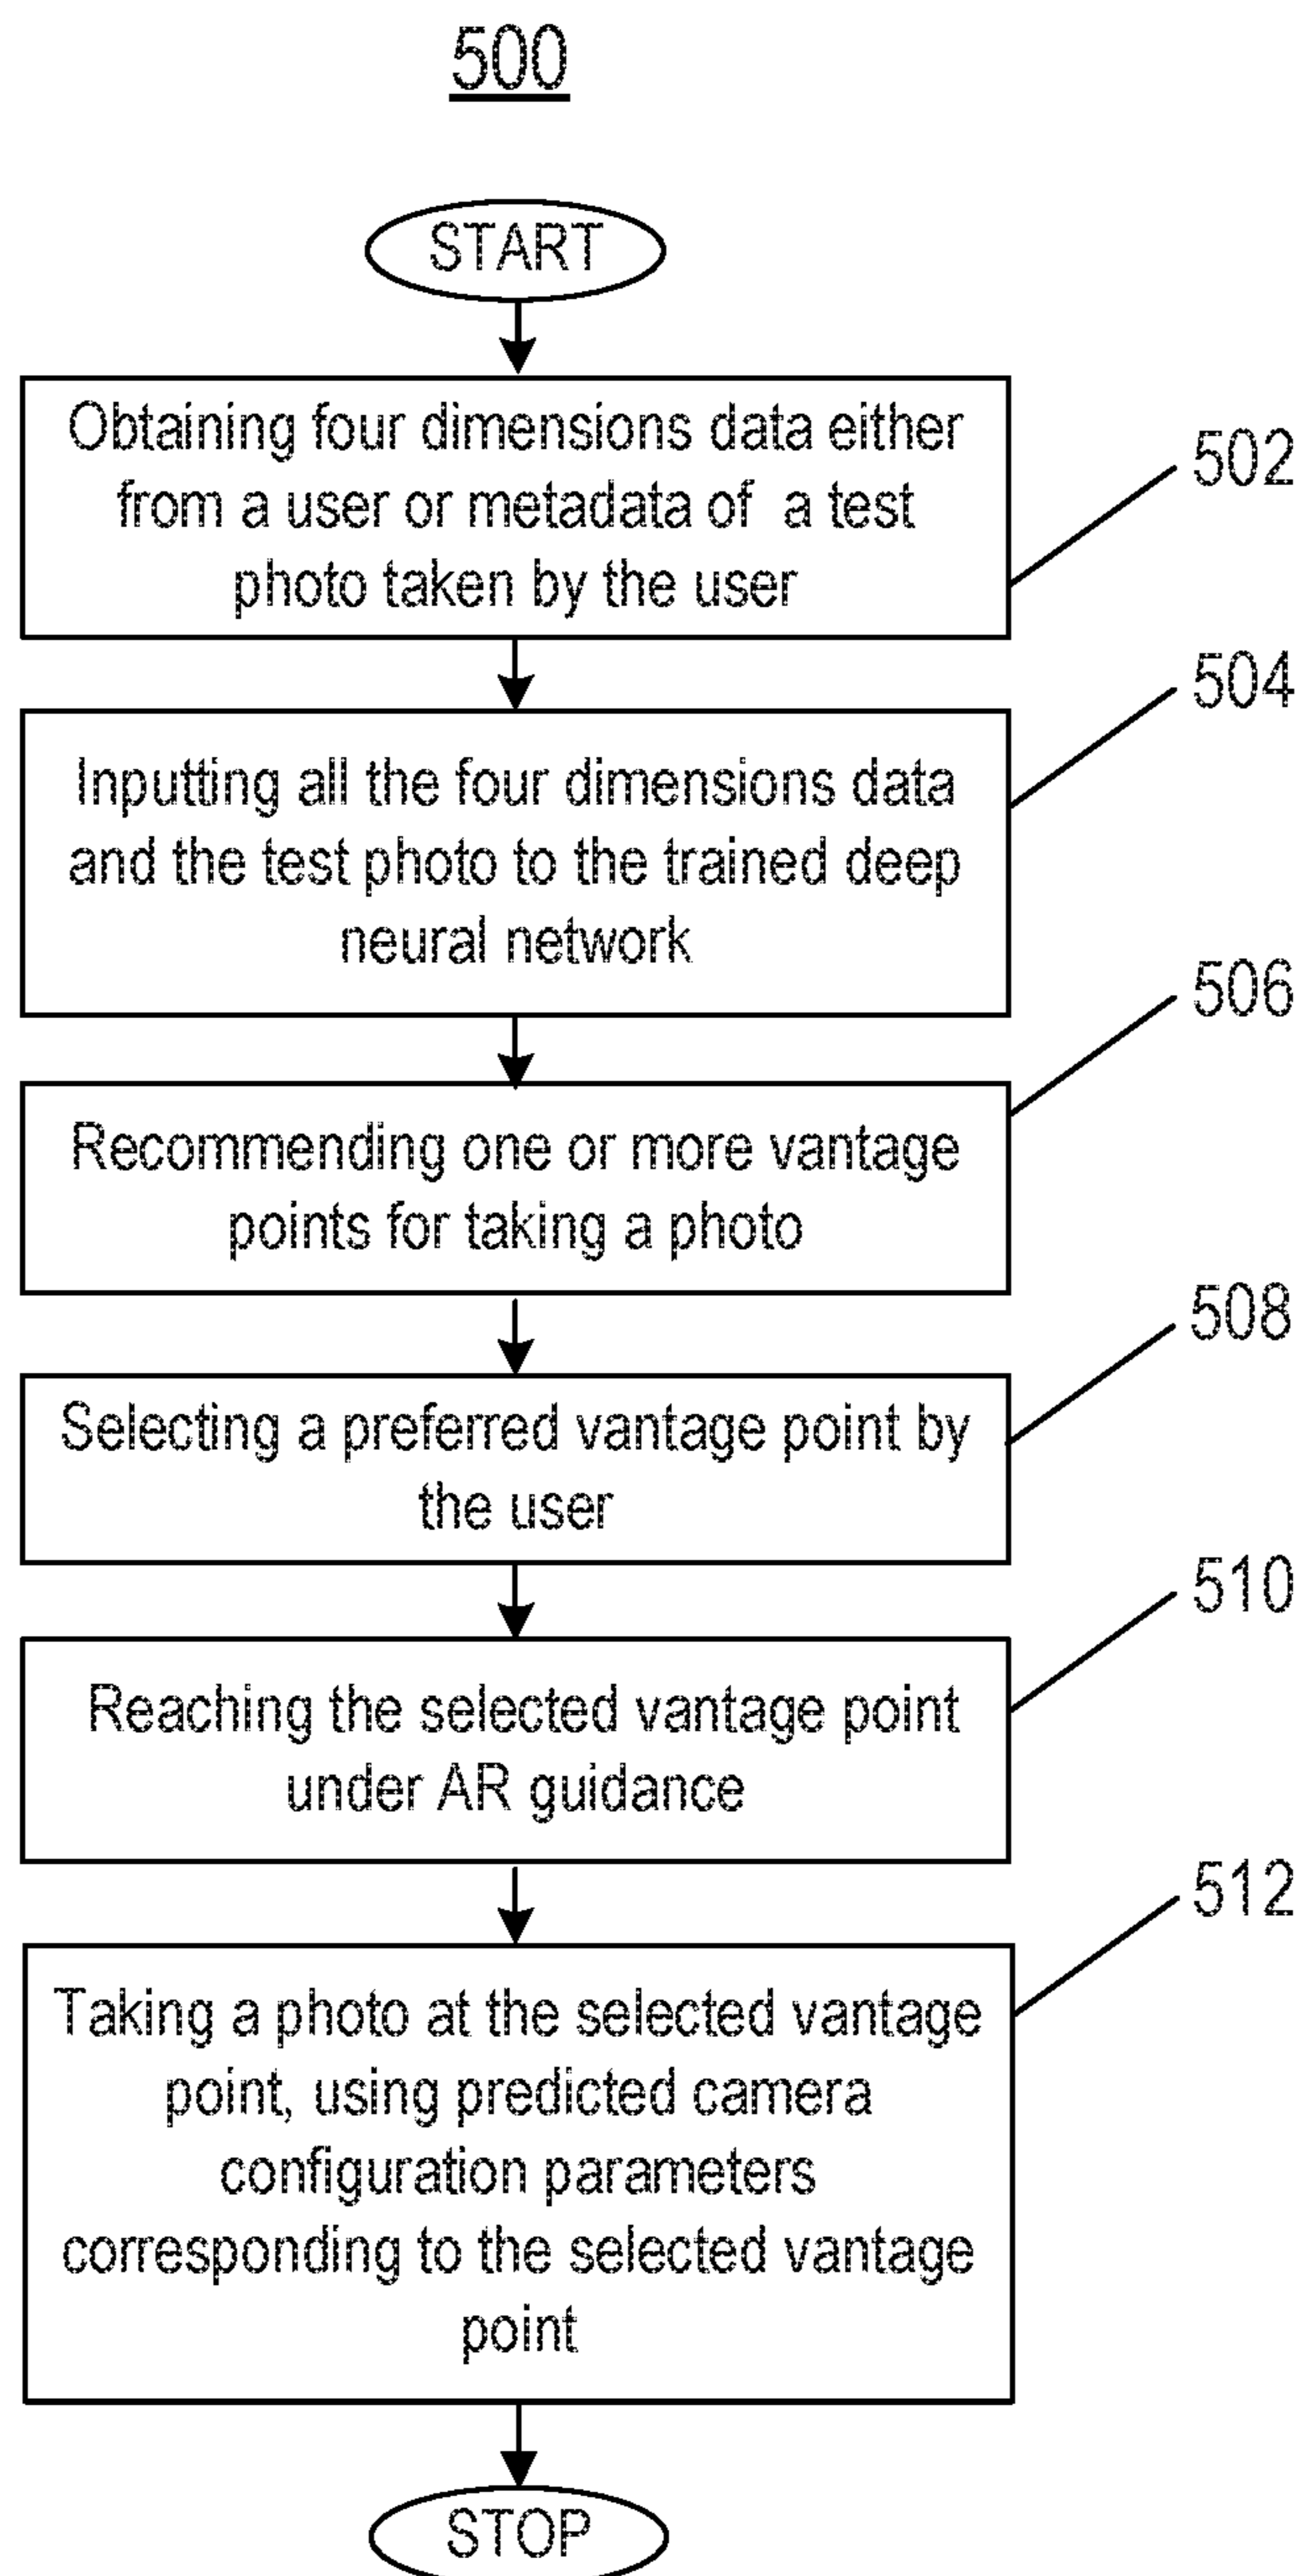 500
START
Obtaining four dimensions data either
from a user or metadata of a test
photo taken by the user
502
Inputting all the four dimensions data
and the test photo to the trained deep
neural network
504
Recommending one or more vantage
points for taking a photo
506
Selecting a preferred vantage point by
the user
508
Reaching the selected vantage point
under AR guidance
510
Taking a photo at the selected vantage
point, using predicted camera
configuration parameters
corresponding to the selected vantage
point
512
STOP